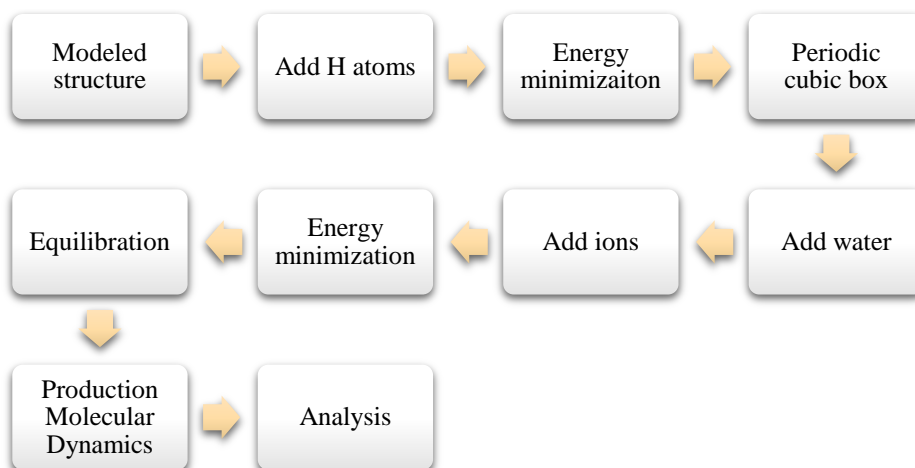 Modeled
structure
Add H atoms
Energy
minimizaiton
Periodic
cubic box
Add water
Add ions
Energy
minimization
Equilibration
Production
Molecular
Dynamics
Analysis